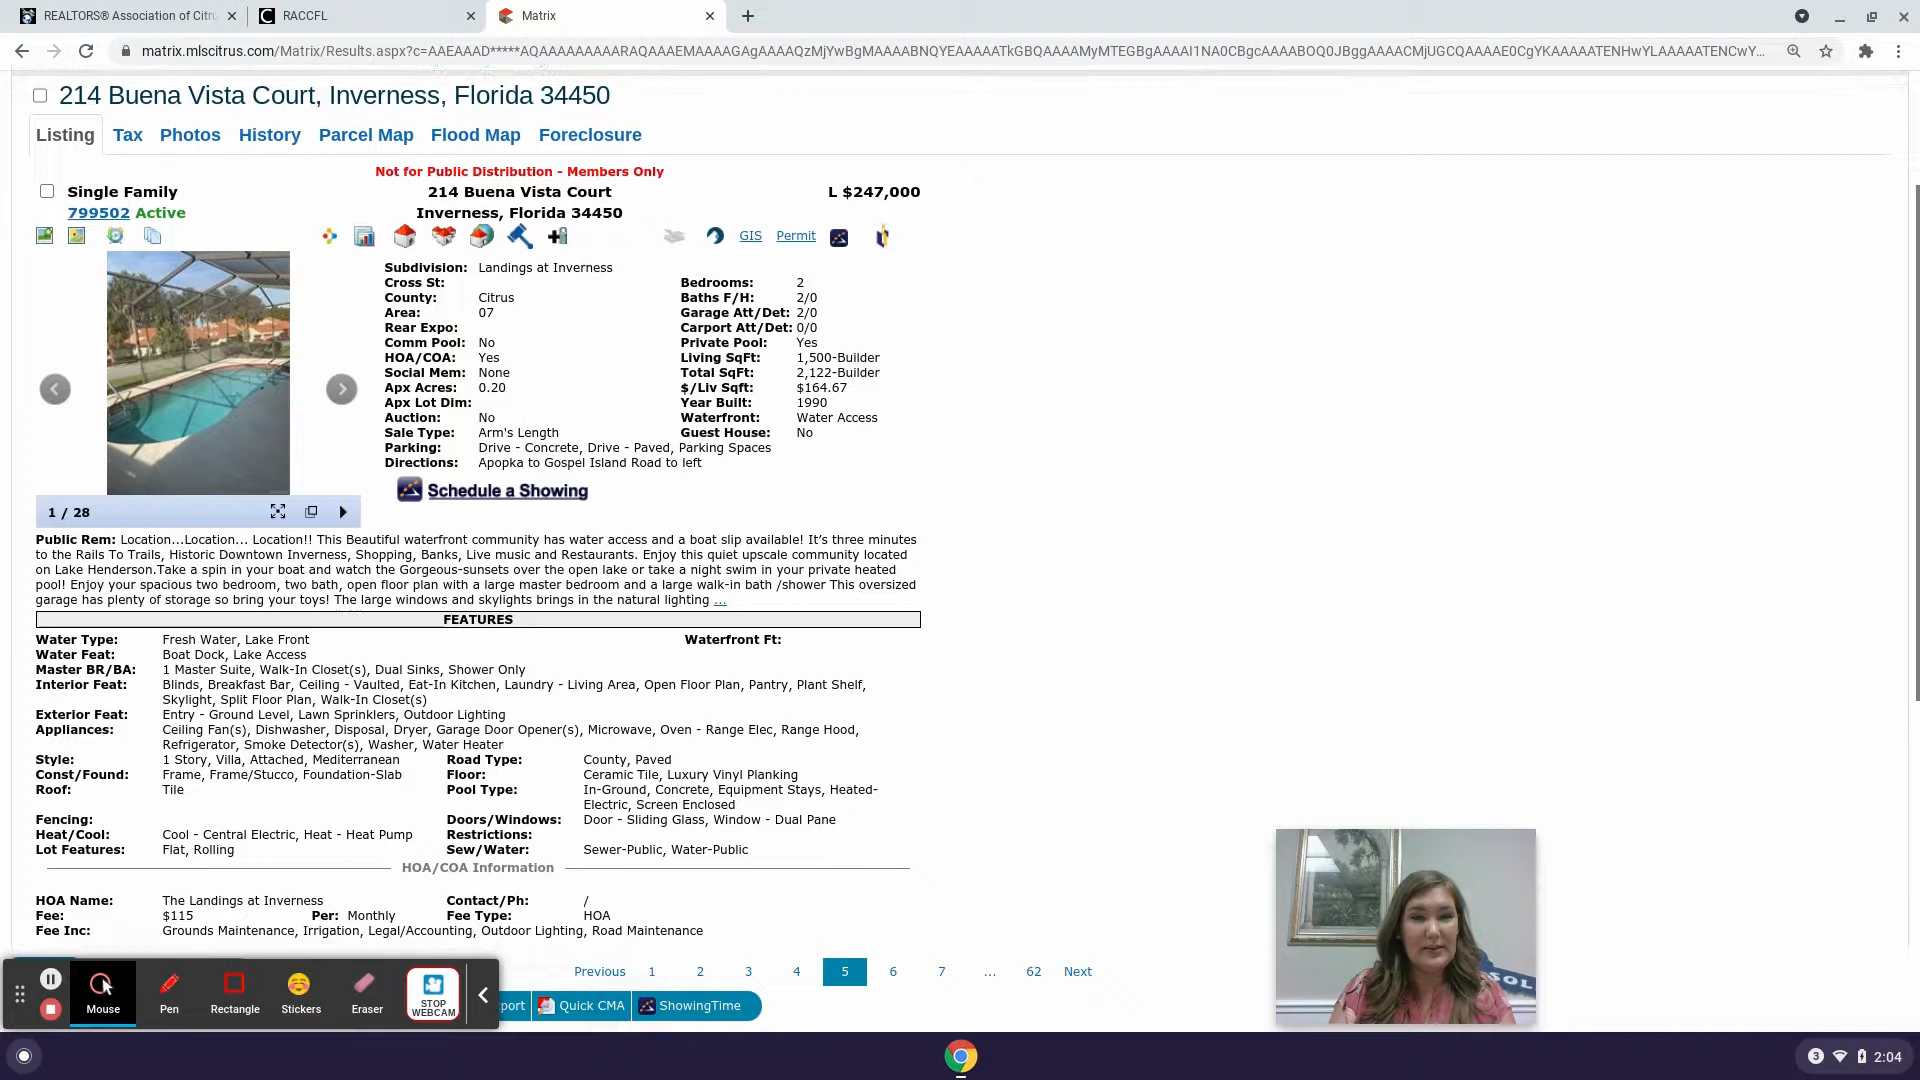 REALTORS® Association of Citru
RACCFL
Matrix
matrix.mlscitrus.com/Matrix/Results.aspx?c=AAEAAAD*****AQAAAAAAAAARAQAAAEMAAAAGAgAAAAQzMjYwBgMAAAABNQYEAAAAATkGBQAAAAMyMTEGBgAAAAI1NA0CBgcAAAABOQ0JBggAAAACMjUGCQAAAAE0CgYKAAAAATENHwYLAAAAATENCwY...
214 Buena Vista Court, Inverness, Florida 34450
Listing Tax Photos History Parcel Map Flood Map Foreclosure
Not for Public Distribution - Members Only
Single Family 214 Buena Vista Court L $247,000
799502 Active Inverness, Florida 34450
GIS Permit
Subdivision: Landings at Inverness
Cross St: Bedrooms: 2
County: Citrus Baths F/H: 2/0
Area: 07 Garage Att/Det: 2/0
Rear Expo: Carport Att/Det: 0/0
Comm Pool: No Private Pool: Yes
HOA/COA: Yes Living SqFt: 1,500-Builder
Social Mem: None Total SqFt: 2,122-Builder
Apx Acres: 0.20 $/Liv Sqft: $164.67
Apx Lot Dim: Year Built: 1990
Auction: No Waterfront: Water Access
Sale Type: Arm's Length Guest House: No
Parking: Drive - Concrete, Drive - Paved, Parking Spaces
Directions: Apopka to Gospel Island Road to left
Schedule a Showing
1 / 28
Public Rem: Location...Location... Location!! This Beautiful waterfront community has water access and a boat slip available! It's three minutes
to the Rails To Trails, Historic Downtown Inverness, Shopping, Banks, Live music and Restaurants. Enjoy this quiet upscale community located
on Lake Henderson.Take a spin in your boat and watch the Gorgeous-sunsets over the open lake or take a night swim in your private heated
pool! Enjoy your spacious two bedroom, two bath, open floor plan with a large master bedroom and a large walk-in bath /shower This oversized
garage has plenty of storage so bring your toys! The large windows and skylights brings in the natural lighting ...
FEATURES
Water Type: Fresh Water, Lake Front Waterfront Ft:
Water Feat: Boat Dock, Lake Access
Master BR/BA: 1 Master Suite, Walk-In Closet(s), Dual Sinks, Shower Only
Interior Feat: Blinds, Breakfast Bar, Ceiling - Vaulted, Eat-In Kitchen, Laundry - Living Area, Open Floor Plan, Pantry, Plant Shelf,
Skylight, Split Floor Plan, Walk-In Closet(s)
Exterior Feat: Entry - Ground Level, Lawn Sprinklers, Outdoor Lighting
Appliances: Ceiling Fan(s), Dishwasher, Disposal, Dryer, Garage Door Opener(s), Microwave, Oven - Range Elec, Range Hood,
Refrigerator, Smoke Detector(s), Washer, Water Heater
Style: 1 Story, Villa, Attached, Mediterranean Road Type: County, Paved
Const/Found: Frame, Frame/Stucco, Foundation-Slab Floor: Ceramic Tile, Luxury Vinyl Planking
Roof: Tile Pool Type: In-Ground, Concrete, Equipment Stays, Heated-
Electric, Screen Enclosed
Fencing: Doors/Windows: Door - Sliding Glass, Window - Dual Pane
Heat/Cool: Cool - Central Electric, Heat - Heat Pump Restrictions:
Lot Features: Flat, Rolling Sew/Water: Sewer-Public, Water-Public
HOA/COA Information
HOA Name: The Landings at Inverness Contact/Ph: /
Fee: $115 Per: Monthly Fee Type: HOA
Fee Inc: Grounds Maintenance, Irrigation, Legal/Accounting, Outdoor Lighting, Road Maintenance
Previous 1 2 3 4 5 6 7 ... 62 Next
port Quick CMA ShowingTime
Mouse Pen Rectangle Stickers Eraser STOP
WEBCAM
SOL
3 2:04